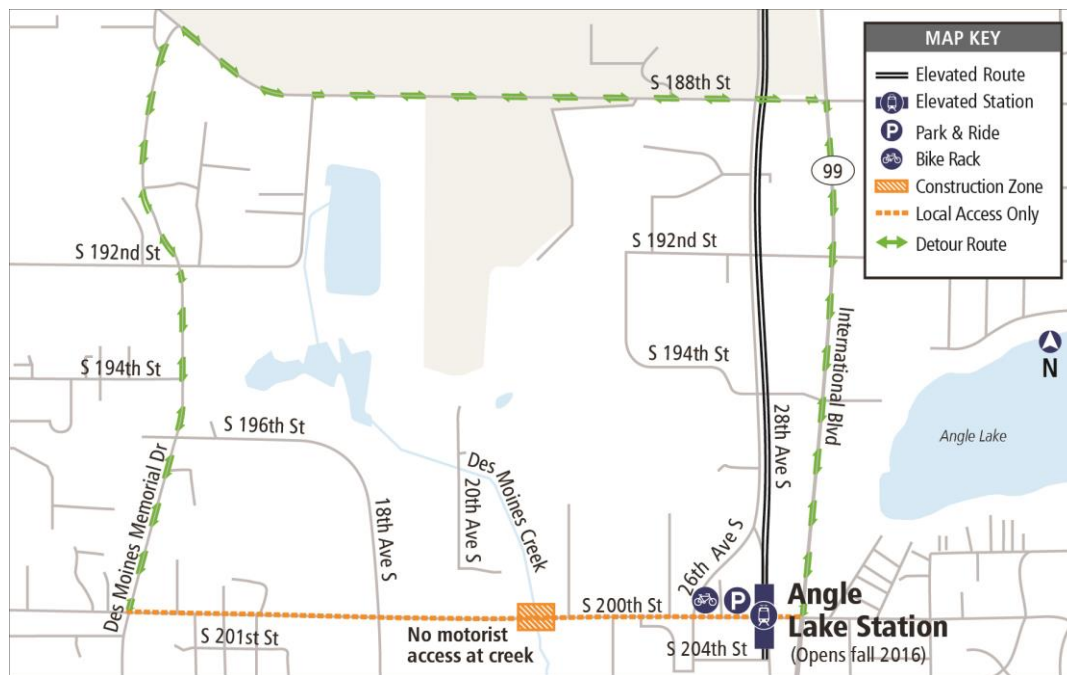 MAP KEY
Elevated Route
Elevated Station
P
Park & Ride
Bike Rack
Construction Zone
Local Access Only
Detour Route
S 188th St
99
S 192nd St
S 192nd St
S 194th St
S 194th St
International Blvd
28th Ave S
N
Angle Lake
S 196th St
Des Moines Memorial Dr
18th Ave S
20th Ave S
Des Moines Creek
26th Ave S
P
S 200th St
S 201st St
No motorist
access at creek
S 204th St
Angle
Lake Station
(Opens fall 2016)